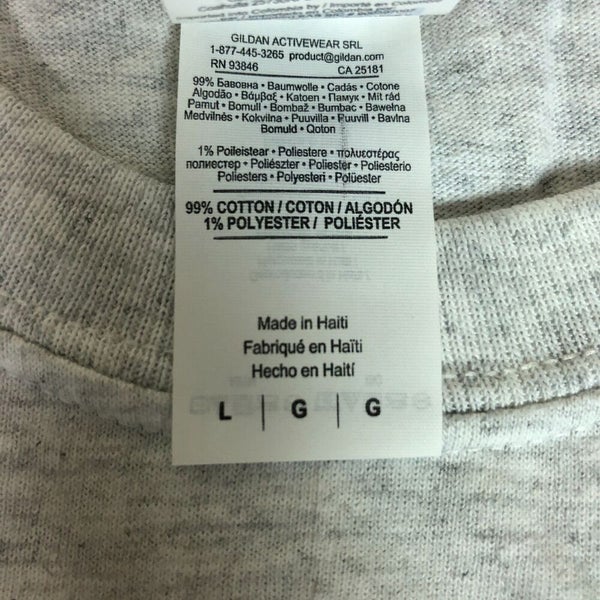 GILDAN ACTIVEWEAR SRL
1-877-445-3265 product@gildan.com
RN 93846 CA 25181
99% Бавовна • Baumwolle • Cadás • Cotone
Algodão • Βάμβαξ • Katoen • Памук • Mit rád
Pamut • Bomull • Bombaž • Bumbac • Bawełna
Medvilnės • Kokvilna • Puuvilla • Puuvill • Bavlna
Bomuld • Qoton
1% Poileistear • Poliestere • πολυεστέρας
полиестер • Poliészter • Poliester • Poliesterio
Poliesters • Polyesteri • Polüester
99% COTTON / COTON / ALGODÓN
1% POLYESTER / POLIÉSTER
Made in Haiti
Fabriqué en Haïti
Hecho en Haití
L | G | G